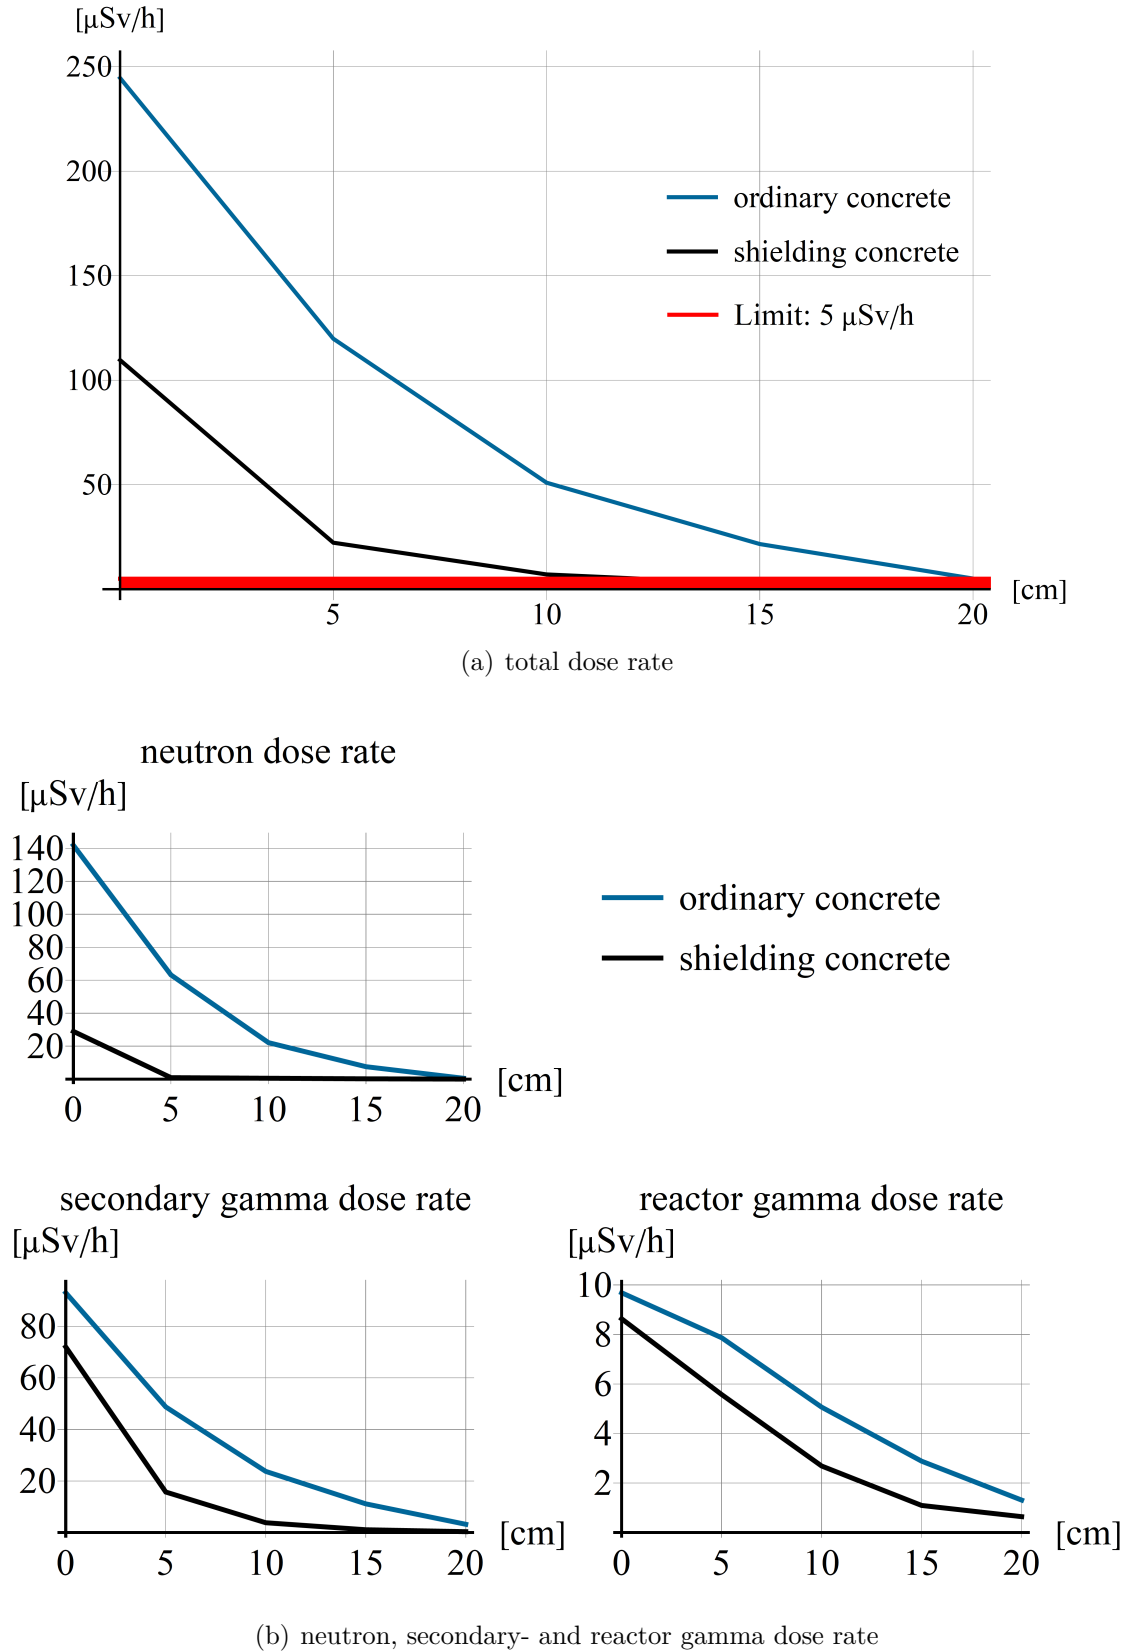 [µSv/h]
250
200
150
100
50
ordinary concrete
shielding concrete
Limit: 5 µSv/h
5 10 15 20 [cm]
(a) total dose rate
neutron dose rate
[µSv/h]
140
120
100
80
60
40
20
0 5 10 15 20 [cm]
ordinary concrete
shielding concrete
secondary gamma dose rate
[µSv/h]
80
60
40
20
0 5 10 15 20 [cm]
reactor gamma dose rate
[µSv/h]
10
8
6
4
2
0 5 10 15 20 [cm]
(b) neutron, secondary- and reactor gamma dose rate